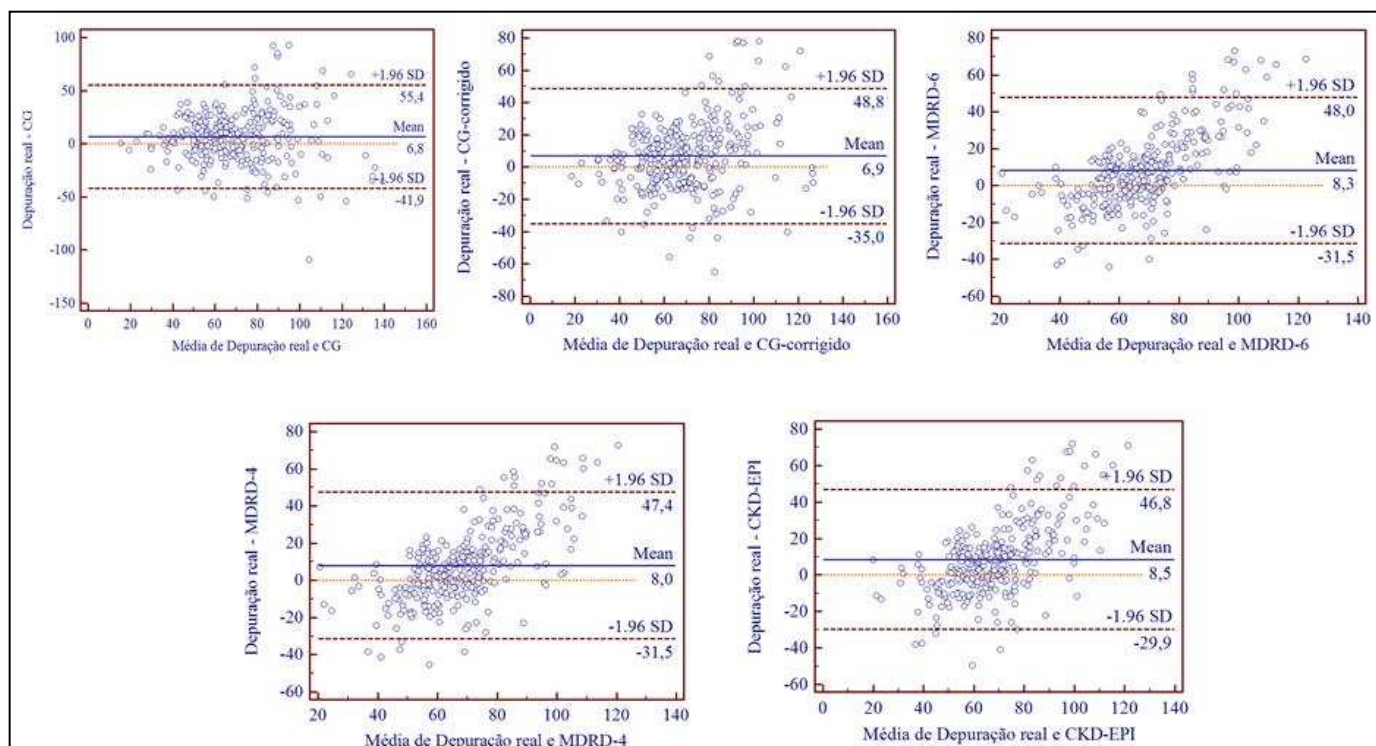 Depuração real - CG
100
50
0
-50
-100
-150
+1.96 SD
55,4
Mean
6,8
-1.96 SD
-41,9
0 20 40 60 80 100 120 140 160
Média de Depuração real e CG
Depuração real - CG-corrigido
80
60
40
20
0
-20
-40
-60
-80
+1.96 SD
48,8
Mean
6,9
-1.96 SD
-35,0
0 20 40 60 80 100 120 140 160
Média de Depuração real e CG-corrigido
Depuração real - MDRD-6
80
60
40
20
0
-20
-40
-60
+1.96 SD
48,0
Mean
8,3
-1.96 SD
-31,5
20 40 60 80 100 120 140
Média de Depuração real e MDRD-6
Depuração real - MDRD-4
80
60
40
20
0
-20
-40
-60
+1.96 SD
47,4
Mean
8,0
-1.96 SD
-31,5
20 40 60 80 100 120 140
Média de Depuração real e MDRD-4
Depuração real - CKD-EPI
80
60
40
20
0
-20
-40
-60
+1.96 SD
46,8
Mean
8,5
-1.96 SD
-29,9
0 20 40 60 80 100 120 140
Média de Depuração real e CKD-EPI